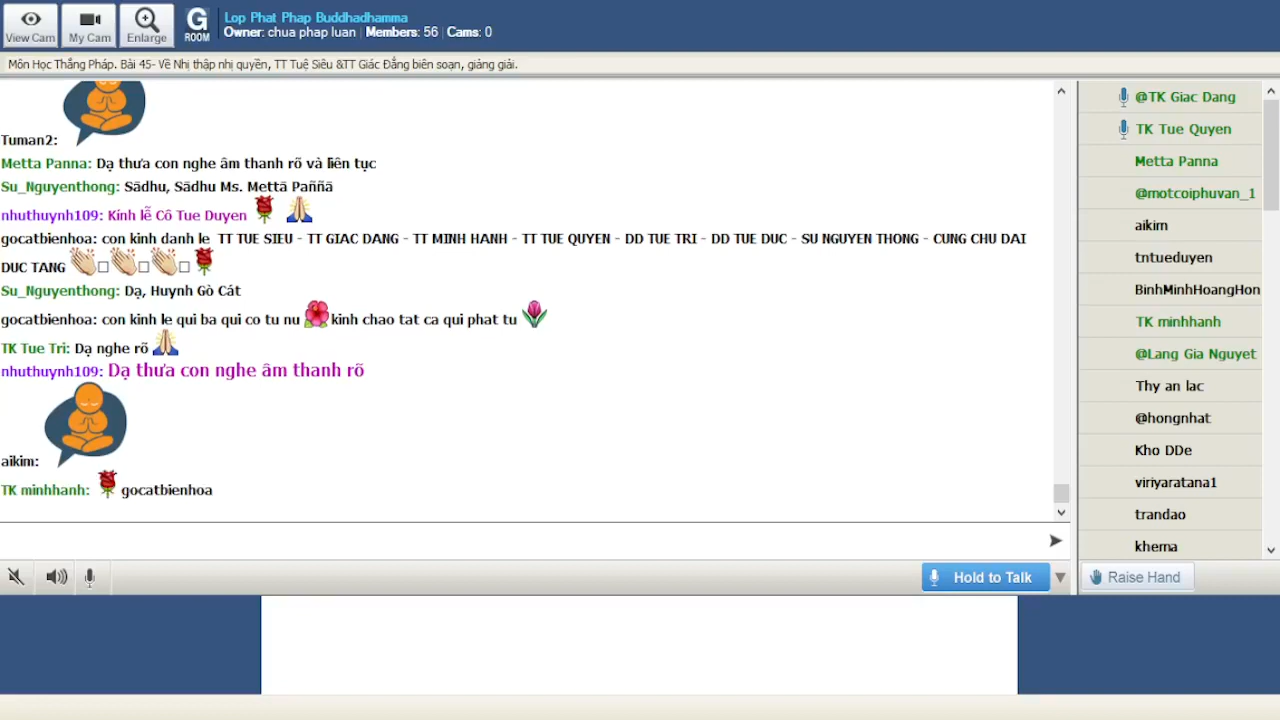 View Cam
My Cam
Enlarge
G
ROOM
Lop Phat Phap Buddhadhamma
Owner: chua phap luan | Members: 56 | Cams: 0
Môn Học Thắng Pháp. Bài 45- Về Nhị thập nhị quyền, TT Tuệ Siêu &TT Giác Đẳng biên soạn, giảng giải.
Tuman2:
Metta Panna: Dạ thưa con nghe âm thanh rõ và liên tục
Su_Nguyenthong: Sādhu, Sādhu Ms. Mettā Paññā
nhuthuynh109: Kính lễ Cô Tue Duyen
gocatbienhoa: con kinh danh le TT TUE SIEU - TT GIAC DANG - TT MINH HANH - TT TUE QUYEN - DD TUE TRI - DD TUE DUC - SU NGUYEN THONG - CUNG CHU DAI
DUC TANG
Su_Nguyenthong: Dạ, Huynh Gò Cát
gocatbienhoa: con kinh le qui ba qui co tu nu kinh chao tat ca qui phat tu
TK Tue Tri: Dạ nghe rõ
nhuthuynh109: Dạ thưa con nghe âm thanh rõ
aikim:
TK minhhanh: gocatbienhoa
Hold to Talk
@TK Giac Dang
TK Tue Quyen
Metta Panna
@motcoiphuvan_1
aikim
tntueduyen
BinhMinhHoangHon
TK minhhanh
@Lang Gia Nguyet
Thy an lac
@hongnhat
Kho DDe
viriyaratana1
trandao
khema
Raise Hand